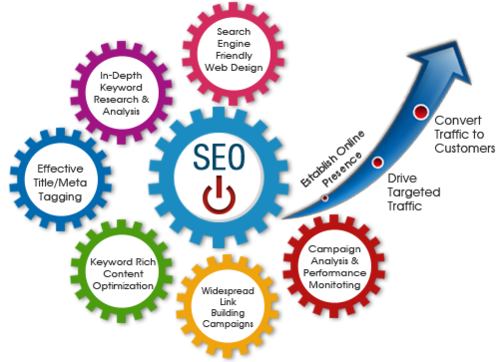 Search
Engine
Friendly
Web Design
In-Depth
Keyword
Research &
Analysis
SEO
Effective
Title/Meta
Tagging
Keyword Rich
Content
Optimization
Widespread
Link
Building
Campaigns
Campaign
Analysis &
Performance
Monitoting
Establish Online
Presence
Drive
Targeted
Traffic
Convert
Traffic to
Customers